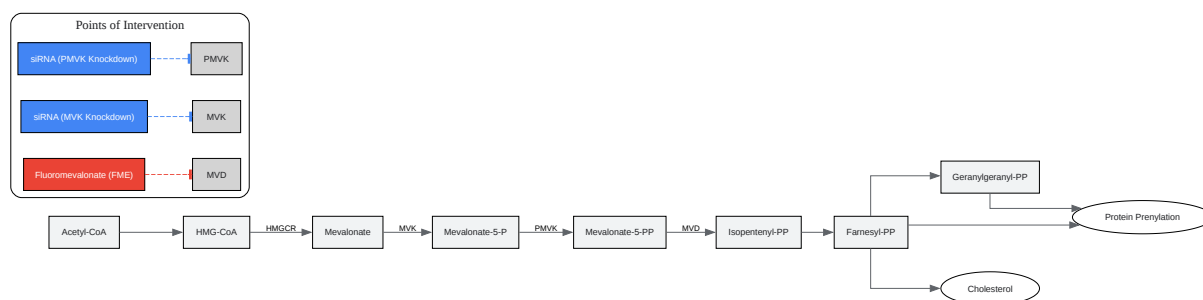 Points of Intervention
siRNA (PMVK Knockdown)
PMVK
siRNA (MVK Knockdown)
MVK
Fluoromevalonate (FME)
MVD
Geranylgeranyl-PP
Protein Prenylation
Acetyl-CoA
HMG-CoA
HMGCR
Mevalonate
MVK
Mevalonate-5-P
PMVK
Mevalonate-5-PP
MVD
Isopentenyl-PP
Farnesyl-PP
Cholesterol